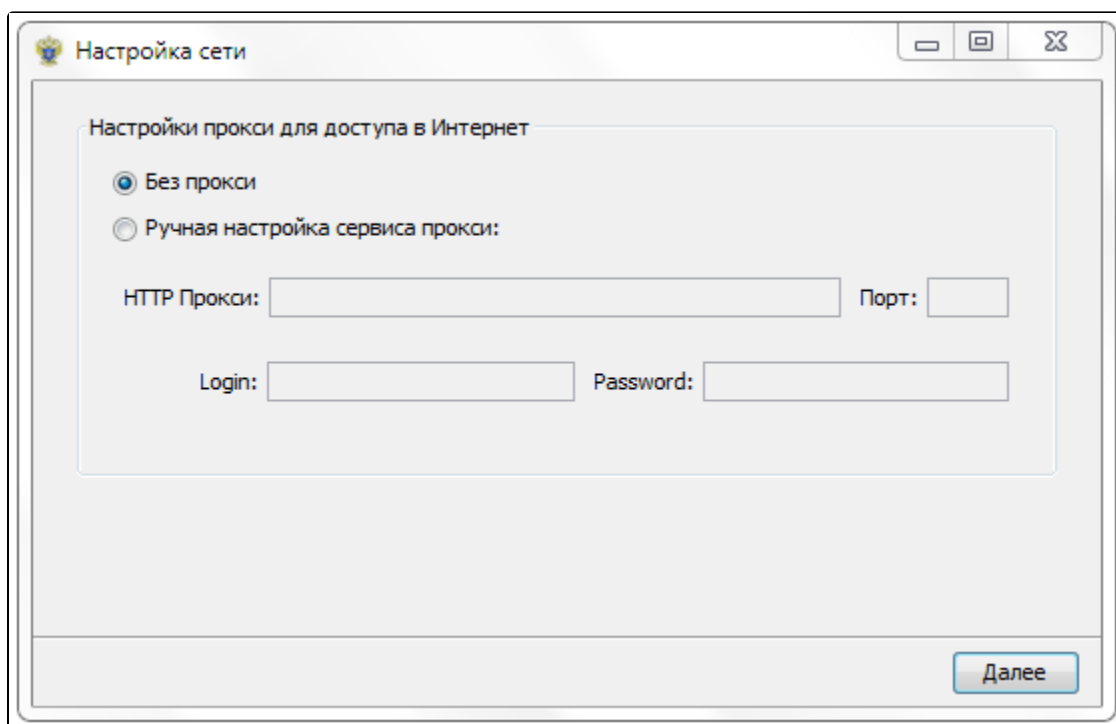 Настройка сети
Настройки прокси для доступа в Интернет
Без прокси
Ручная настройка сервиса прокси:
HTTP Прокси: Порт:
Login: Password:
Далее